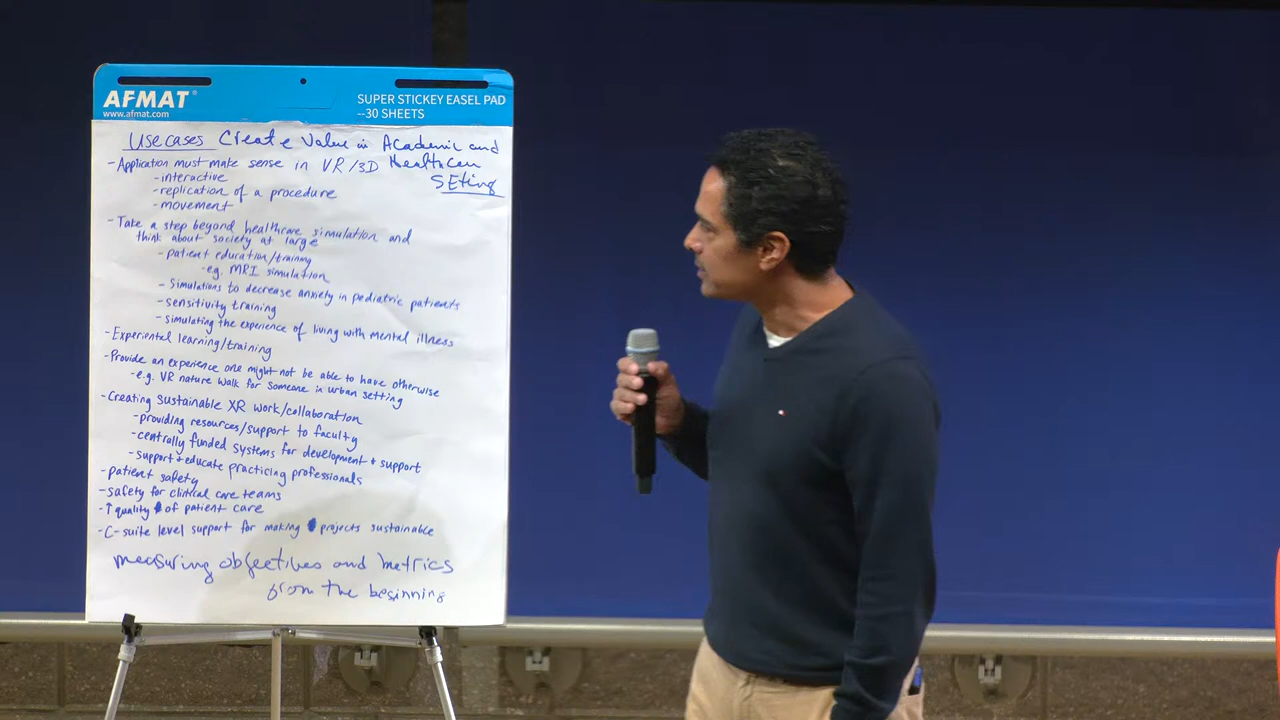 AFMAT®
www.afmat.com
SUPER STICKEY EASEL PAD
--30 SHEETS
Use cases Create Value in Academic and
Healthcare
SEting
- Application must make sense in VR/3D
- interactive
- replication of a procedure
- movement
- Take a step beyond healthcare simulation and
think about society at large
- patient education/training
- eg. MRI simulation
- Simulations to decrease anxiety in pediatric patients
- sensitivity training
- simulating the experience of living with mental illness
- Experiental learning/training
- Provide an experience one might not be able to have otherwise
- e.g. VR nature walk for someone in urban setting
- Creating sustainable XR work/collaboration
- providing resources/support to faculty
- centrally funded systems for development + support
- support + educate practicing professionals
- patient safety
- safety for clinical care teams
- ↑ quality of patient care
- C-suite level support for making projects sustainable
measuring objectives and metrics
from the beginning